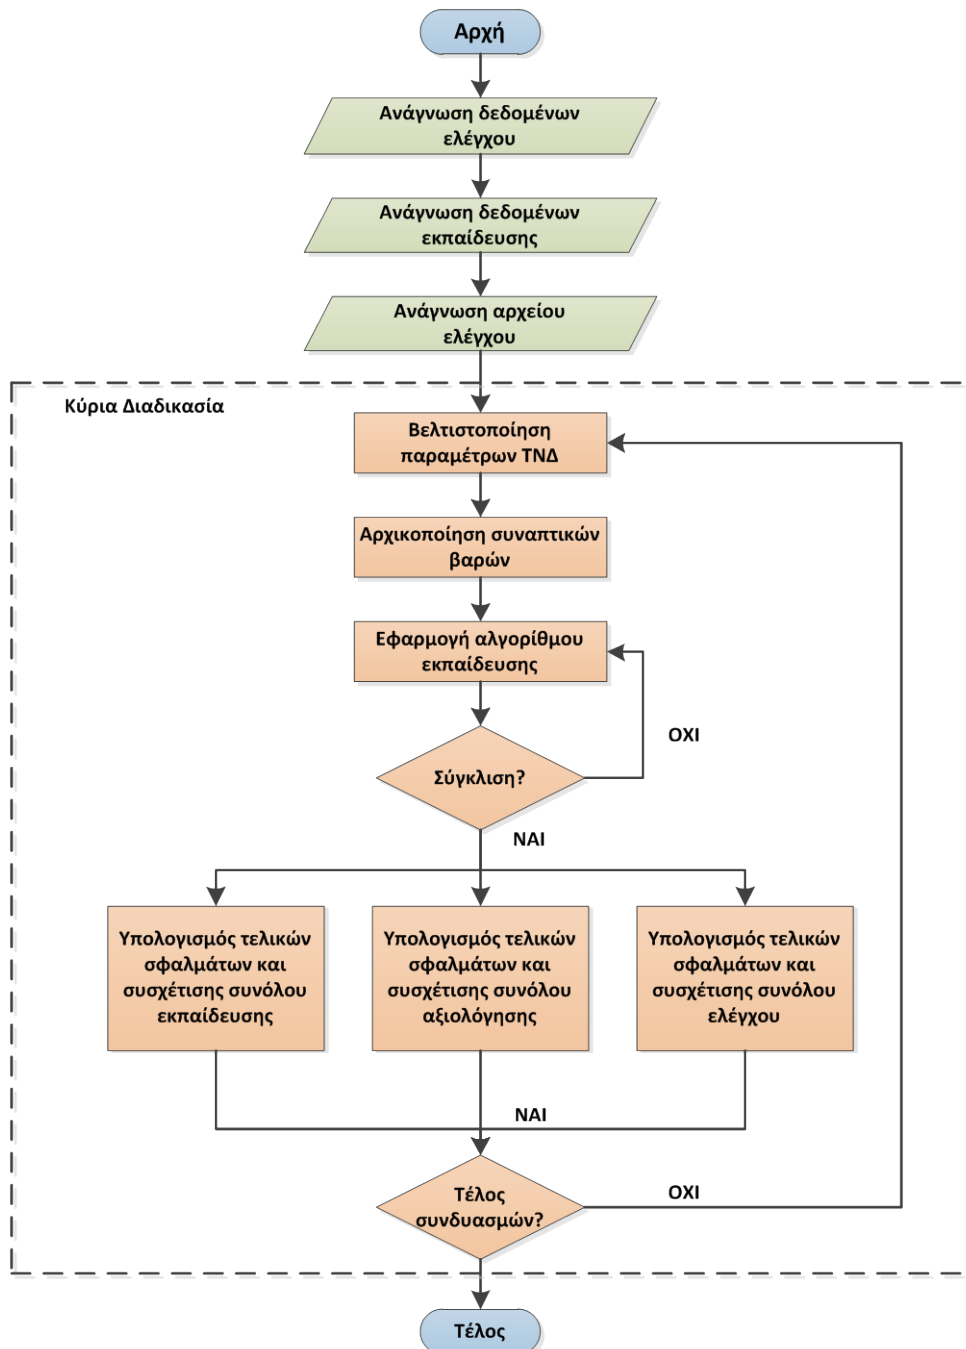 Αρχή
Ανάγνωση δεδομένων
ελέγχου
Ανάγνωση δεδομένων
εκπαίδευσης
Ανάγνωση αρχείου
ελέγχου
Κύρια Διαδικασία
Βελτιστοποίηση
παραμέτρων ΤΝΔ
Αρχικοποίηση συναπτικών
βαρών
Εφαρμογή αλγορίθμου
εκπαίδευσης
ΟΧΙ
Σύγκλιση?
ΝΑΙ
Υπολογισμός τελικών
σφαλμάτων και
συσχέτισης συνόλου
εκπαίδευσης
Υπολογισμός τελικών
σφαλμάτων και
συσχέτισης συνόλου
αξιολόγησης
Υπολογισμός τελικών
σφαλμάτων και
συσχέτισης συνόλου
ελέγχου
ΝΑΙ
Τέλος
συνδυασμών?
ΟΧΙ
Τέλος